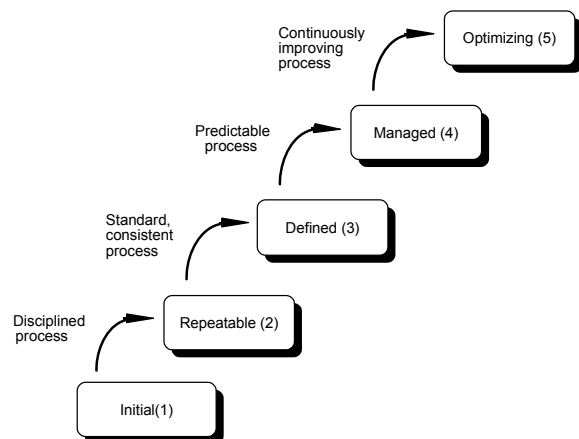 Continuously
improving
process
Optimizing (5)
Predictable
process
Managed (4)
Standard,
consistent
process
Defined (3)
Disciplined
process
Repeatable (2)
Initial(1)